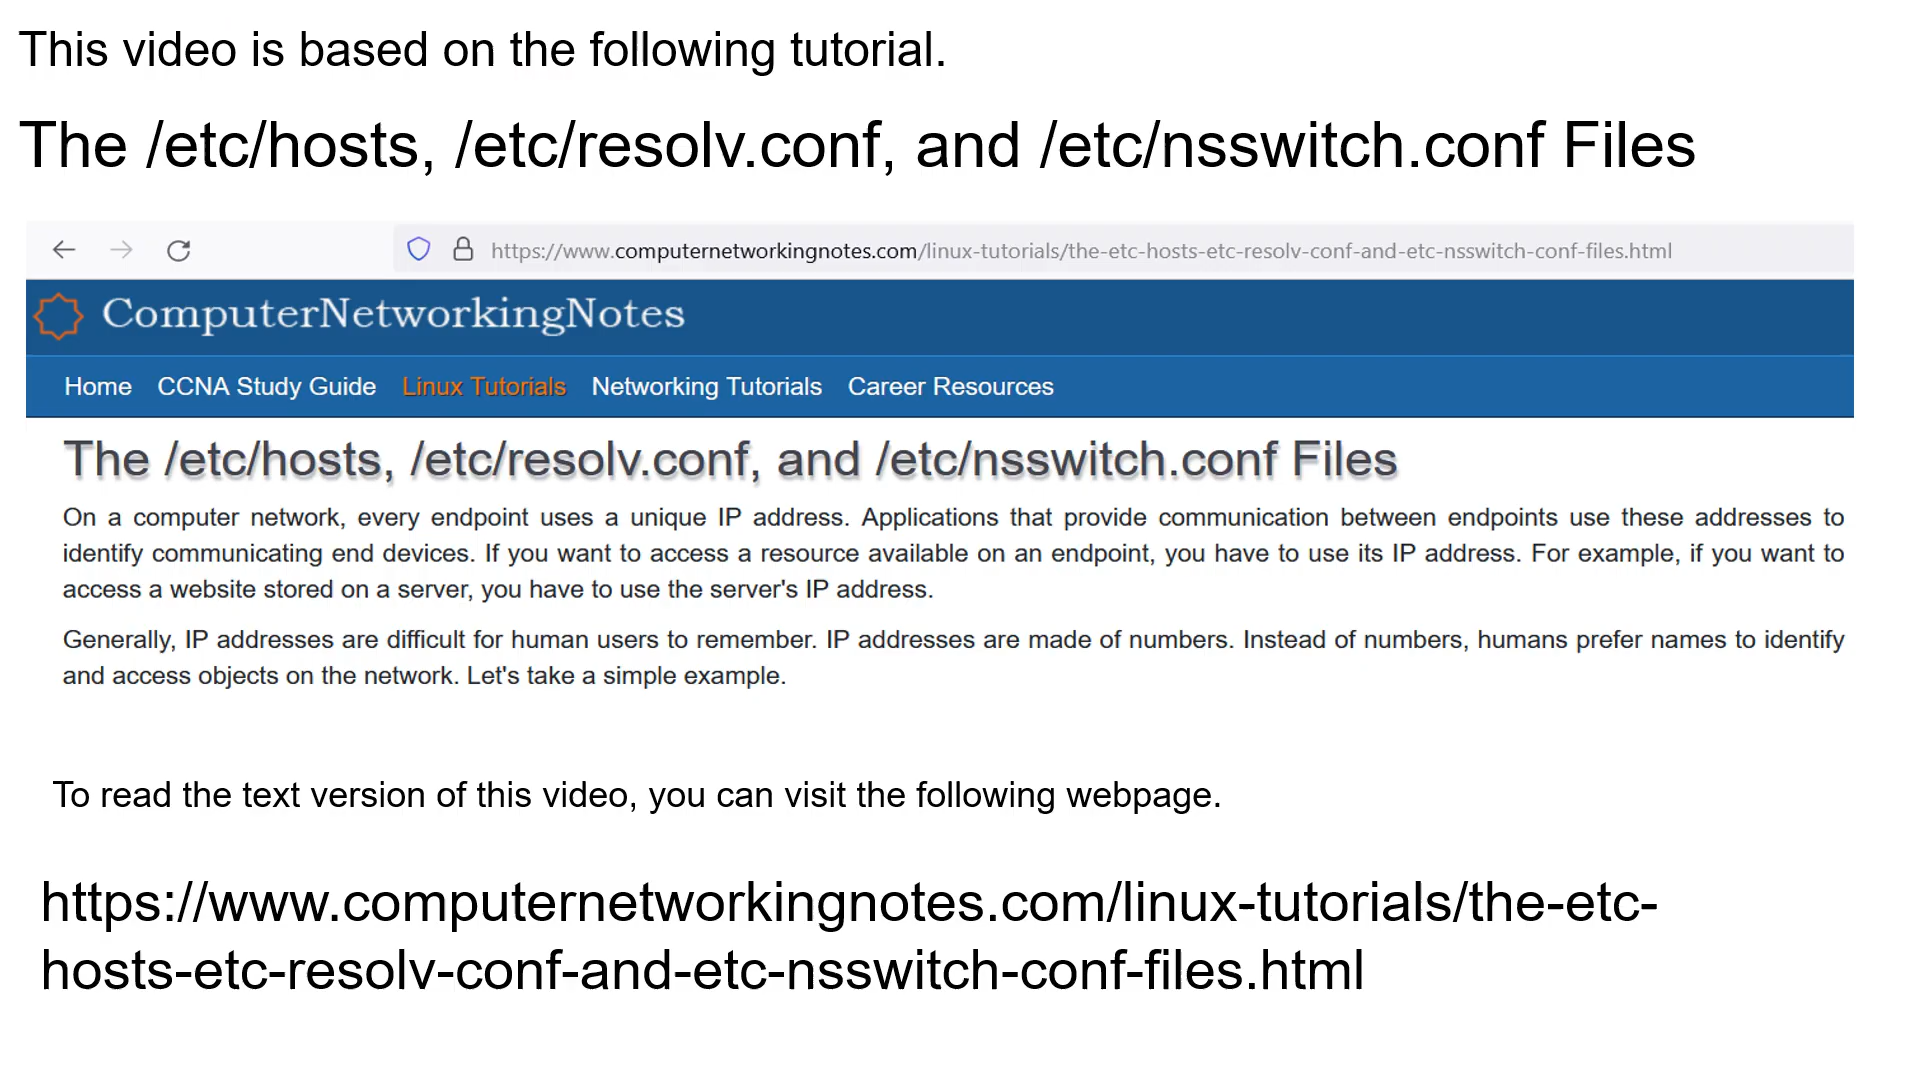 This video is based on the following tutorial.
The /etc/hosts, /etc/resolv.conf, and /etc/nsswitch.conf Files
https://www.computernetworkingnotes.com/linux-tutorials/the-etc-hosts-etc-resolv-conf-and-etc-nsswitch-conf-files.html
ComputerNetworkingNotes
Home CCNA Study Guide Linux Tutorials Networking Tutorials Career Resources
The /etc/hosts, /etc/resolv.conf, and /etc/nsswitch.conf Files
On a computer network, every endpoint uses a unique IP address. Applications that provide communication between endpoints use these addresses to
identify communicating end devices. If you want to access a resource available on an endpoint, you have to use its IP address. For example, if you want to
access a website stored on a server, you have to use the server's IP address.
Generally, IP addresses are difficult for human users to remember. IP addresses are made of numbers. Instead of numbers, humans prefer names to identify
and access objects on the network. Let's take a simple example.
To read the text version of this video, you can visit the following webpage.
https://www.computernetworkingnotes.com/linux-tutorials/the-etc-
hosts-etc-resolv-conf-and-etc-nsswitch-conf-files.html